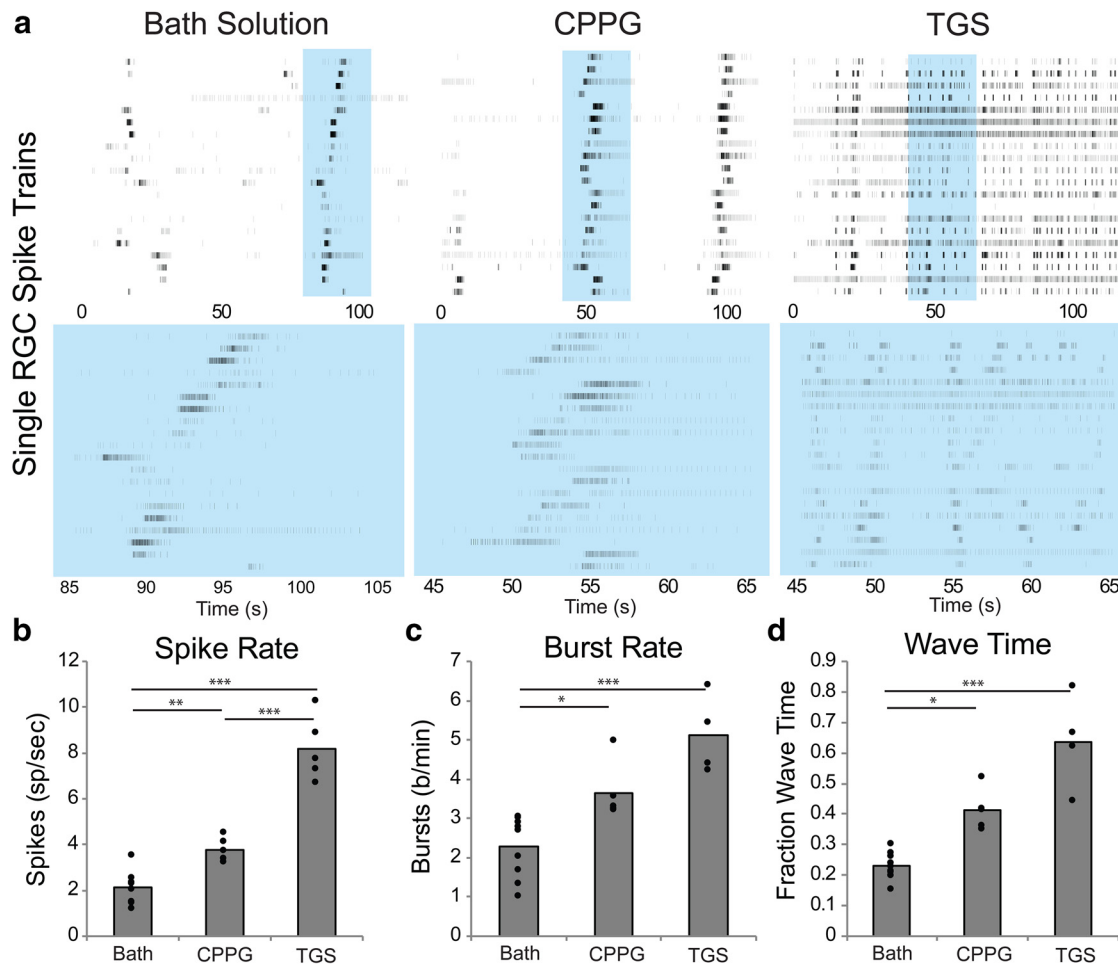 a
Bath Solution
CPPG
TGS
Single RGC Spike Trains
0 50 100
0 50 100
0 50 100
85 90 95 100 105
45 50 55 60 65
45 50 55 60 65
Time (s)
Time (s)
Time (s)
b
Spike Rate
12
10
8
6
4
2
0
Spikes (sp/sec)
***
**
***
Bath CPPG TGS
c
Burst Rate
7
6
5
4
3
2
1
0
Bursts (b/min)
***
*
Bath CPPG TGS
d
Wave Time
0.9
0.8
0.7
0.6
0.5
0.4
0.3
0.2
0.1
0
Fraction Wave Time
***
*
Bath CPPG TGS